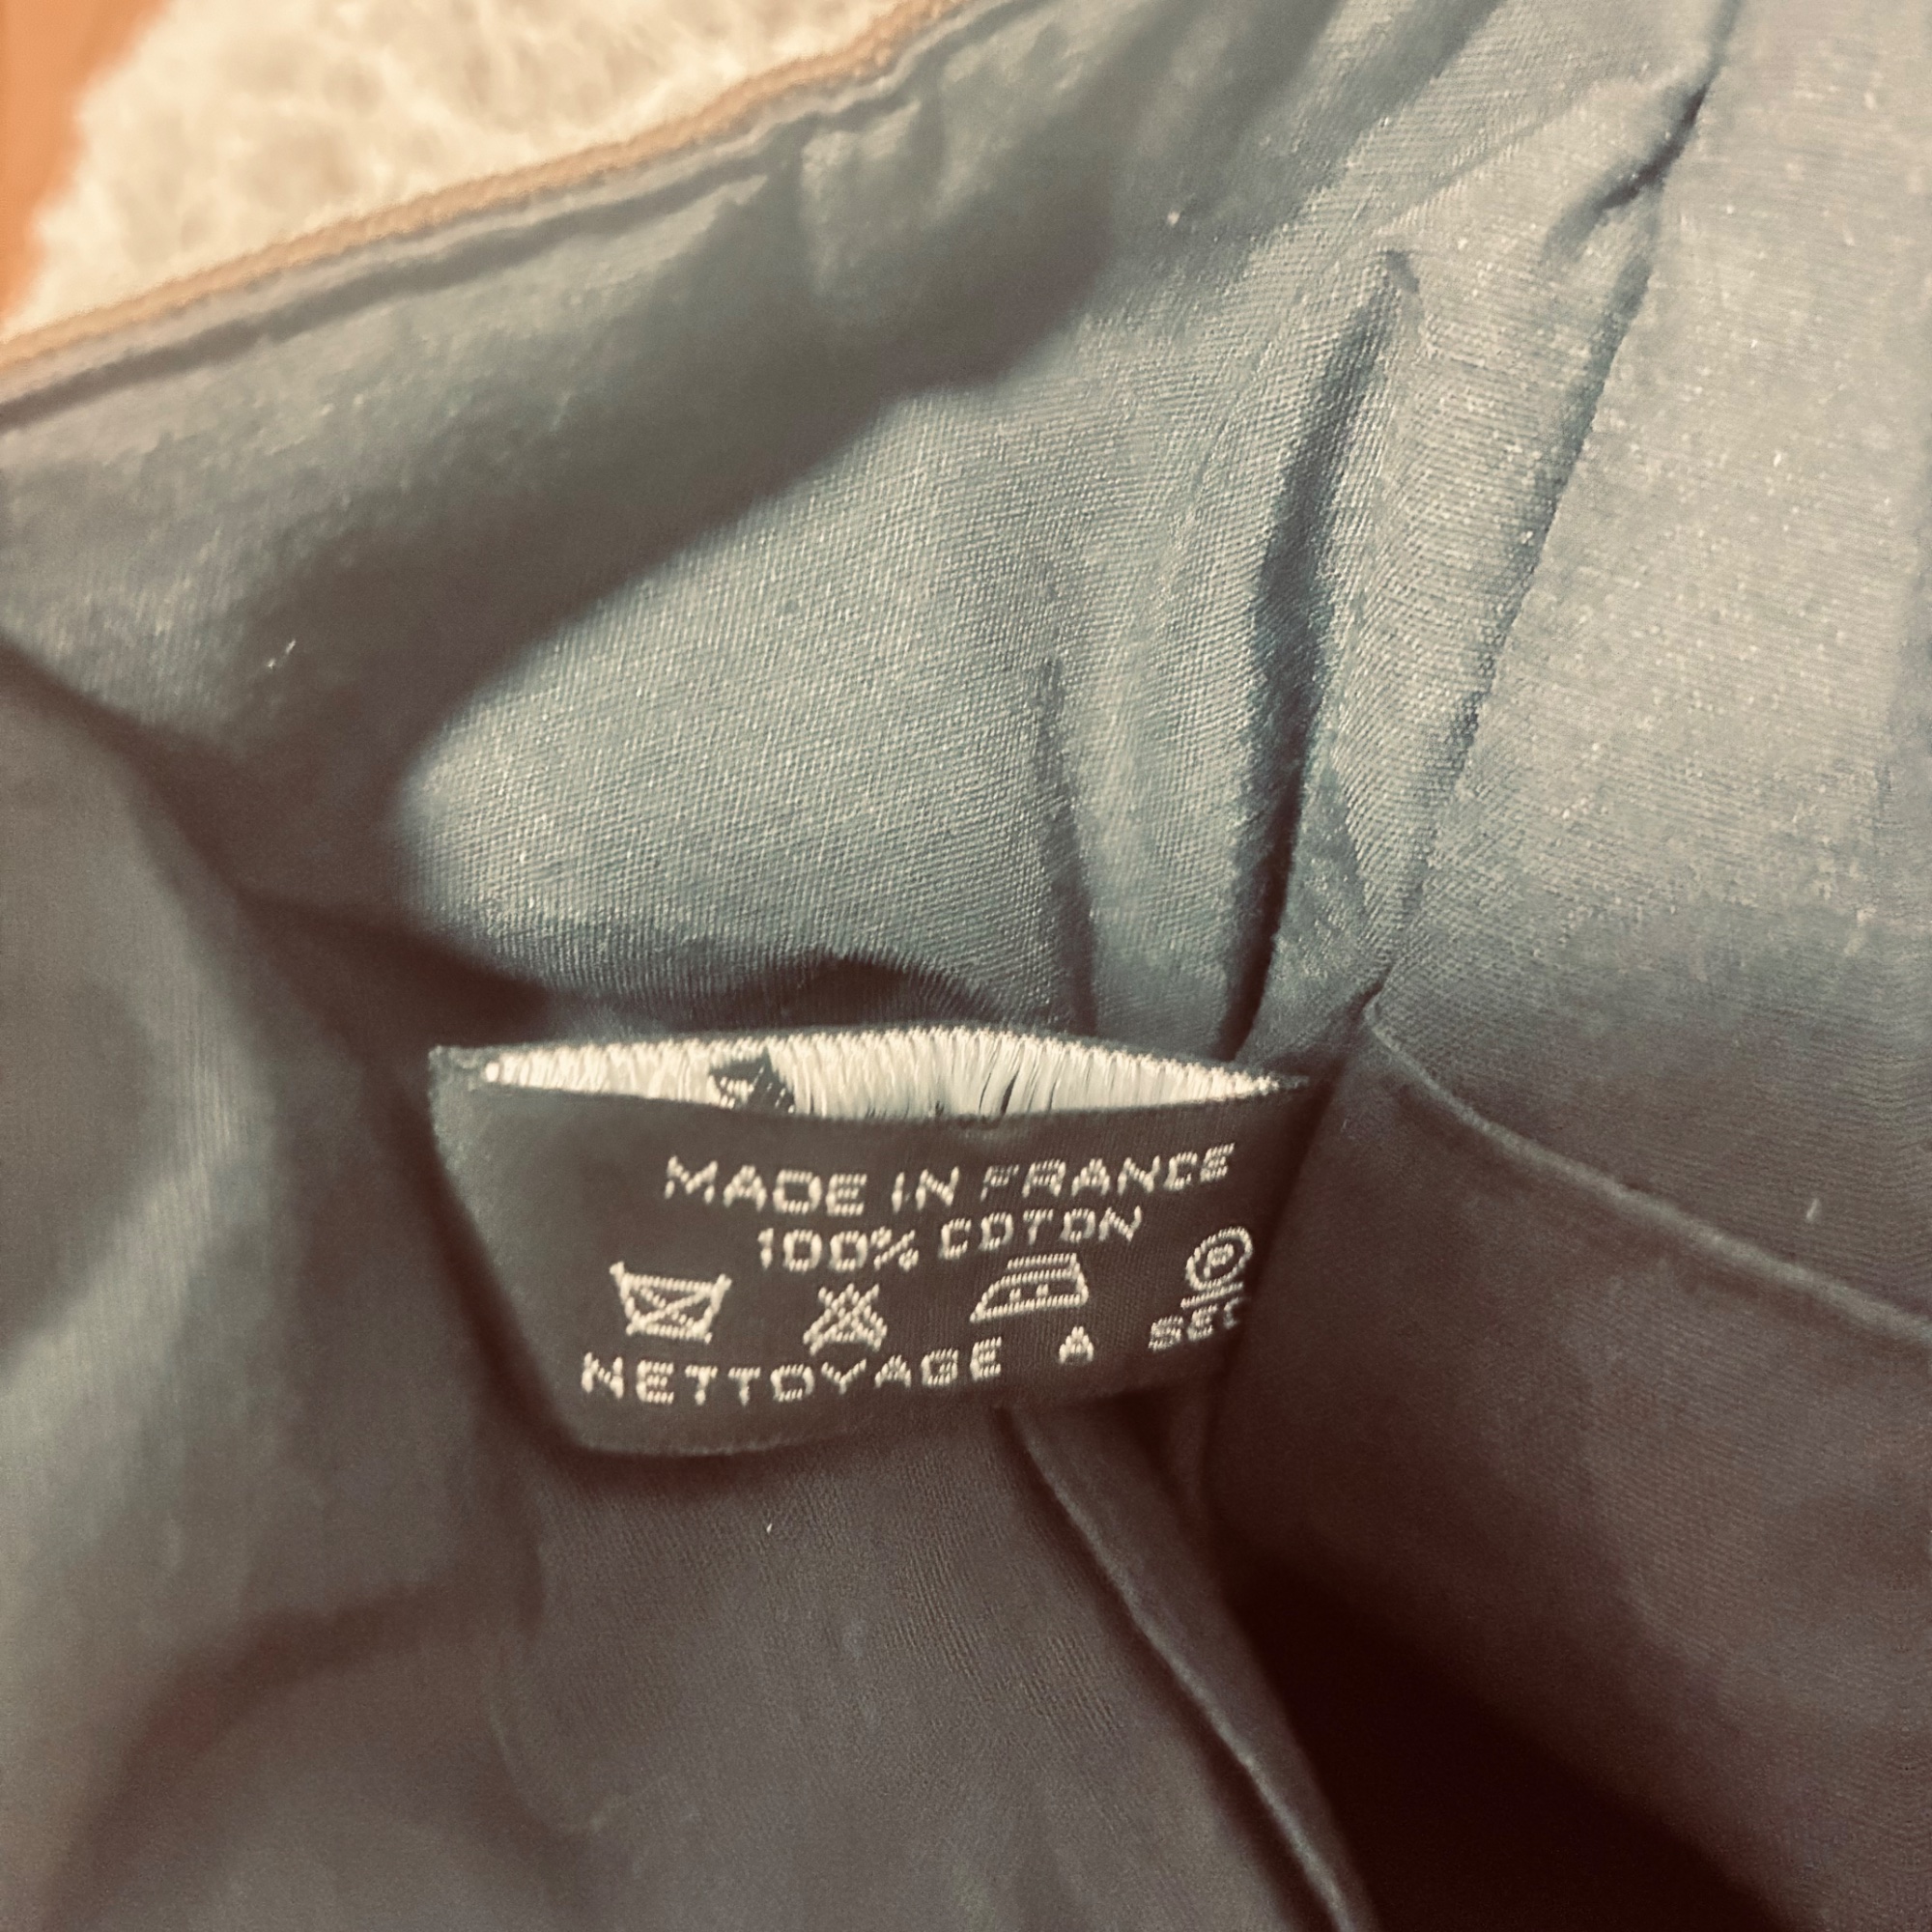 MADE IN FRANCE
100% COTON
P
NETTOYAGE A SEC